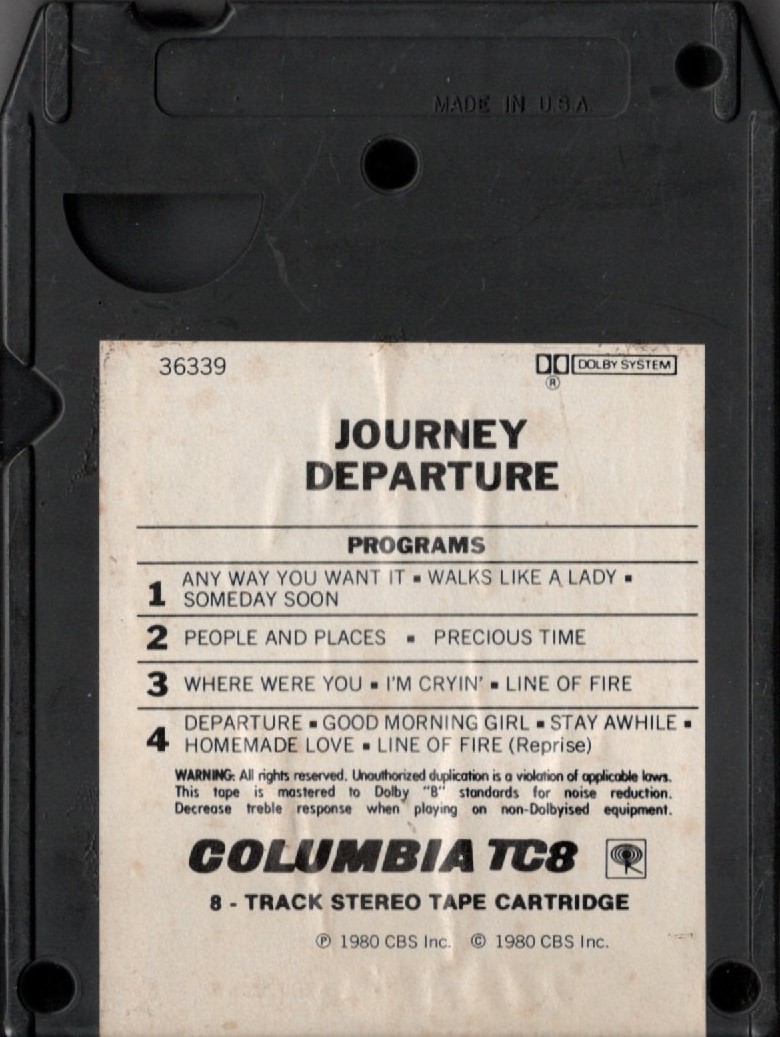 MADE IN U.S.A.
36339
DOLBY SYSTEM
®
JOURNEY
DEPARTURE
PROGRAMS
1 ANY WAY YOU WANT IT ▪ WALKS LIKE A LADY ▪
SOMEDAY SOON
2 PEOPLE AND PLACES ▪ PRECIOUS TIME
3 WHERE WERE YOU ▪ I'M CRYIN' ▪ LINE OF FIRE
4 DEPARTURE ▪ GOOD MORNING GIRL ▪ STAY AWHILE ▪
HOMEMADE LOVE ▪ LINE OF FIRE (Reprise)
WARNING: All rights reserved. Unauthorized duplication is a violation of applicable laws.
This tape is mastered to Dolby "B" standards for noise reduction.
Decrease treble response when playing on non-Dolbyised equipment.
COLUMBIA TC8
8 - TRACK STEREO TAPE CARTRIDGE
℗ 1980 CBS Inc. © 1980 CBS Inc.